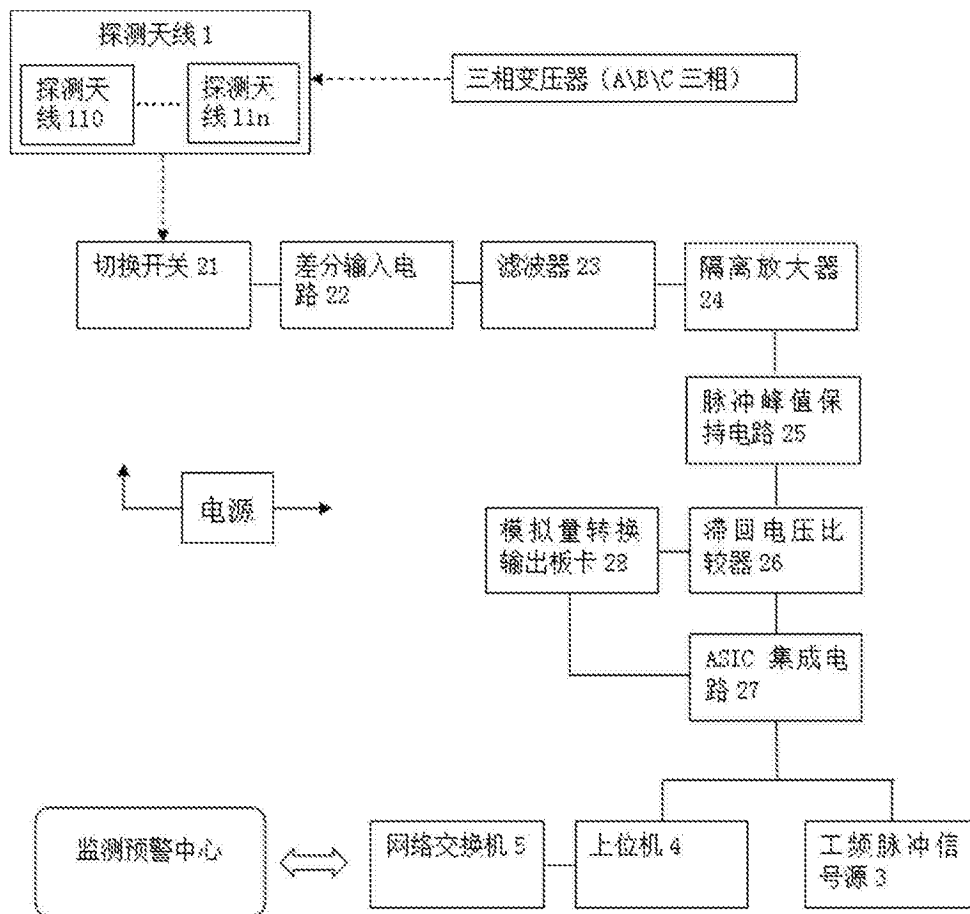 探测天线 1
探测天
线 110
探测天
线 11n
三相变压器（A\B\C 三相）
切换开关 21
差分输入电
路 22
滤波器 23
隔离放大器
24
脉冲峰值保
持电路 25
电源
模拟量转换
输出板卡 28
滞回电压比
较器 26
ASIC 集成电
路 27
监测预警中心
网络交换机 5
上位机 4
工频脉冲信
号源 3